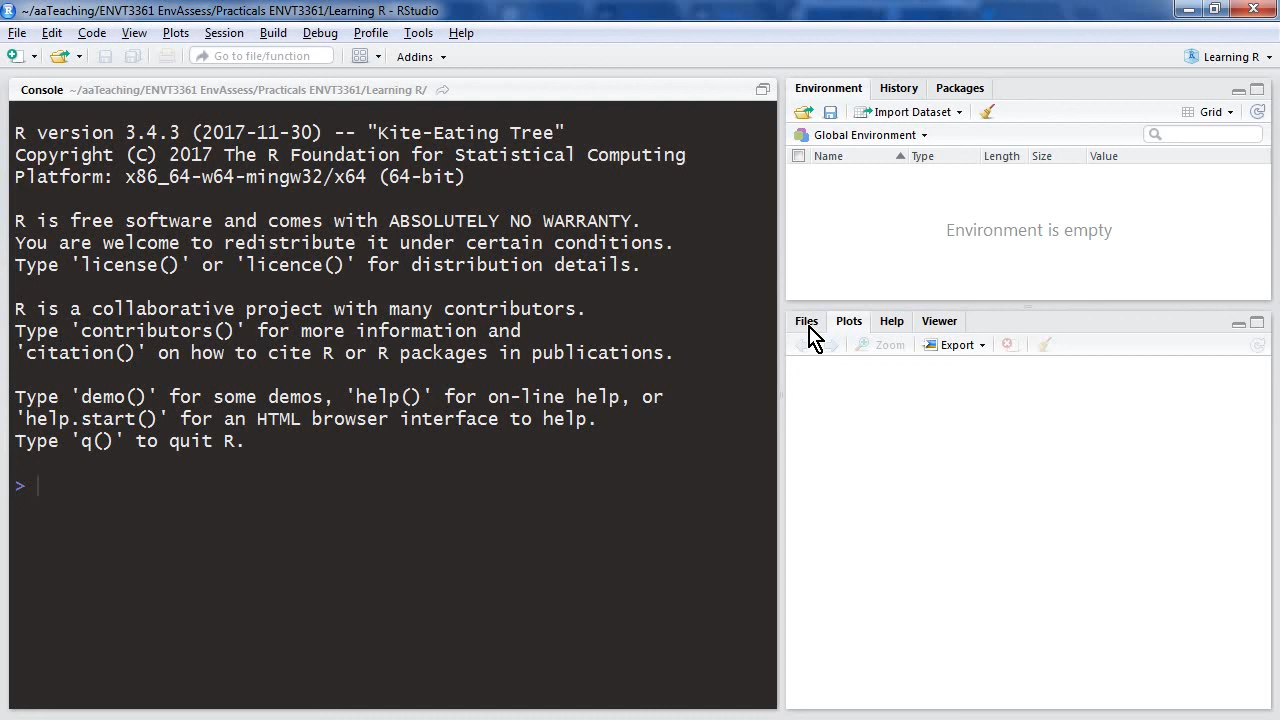 ~/aaTeaching/ENVT3361 EnvAssess/Practicals ENVT3361/Learning R - RStudio
File Edit Code View Plots Session Build Debug Profile Tools Help
Go to file/function Addins Learning R
Console ~/aaTeaching/ENVT3361 EnvAssess/Practicals ENVT3361/Learning R/
R version 3.4.3 (2017-11-30) -- "Kite-Eating Tree"
Copyright (C) 2017 The R Foundation for Statistical Computing
Platform: x86_64-w64-mingw32/x64 (64-bit)
R is free software and comes with ABSOLUTELY NO WARRANTY.
You are welcome to redistribute it under certain conditions.
Type 'license()' or 'licence()' for distribution details.
R is a collaborative project with many contributors.
Type 'contributors()' for more information and
'citation()' on how to cite R or R packages in publications.
Type 'demo()' for some demos, 'help()' for on-line help, or
'help.start()' for an HTML browser interface to help.
Type 'q()' to quit R.
>
Environment History Packages
Import Dataset Grid
Global Environment
Name Type Length Size Value
Environment is empty
Files Plots Help Viewer
Zoom Export